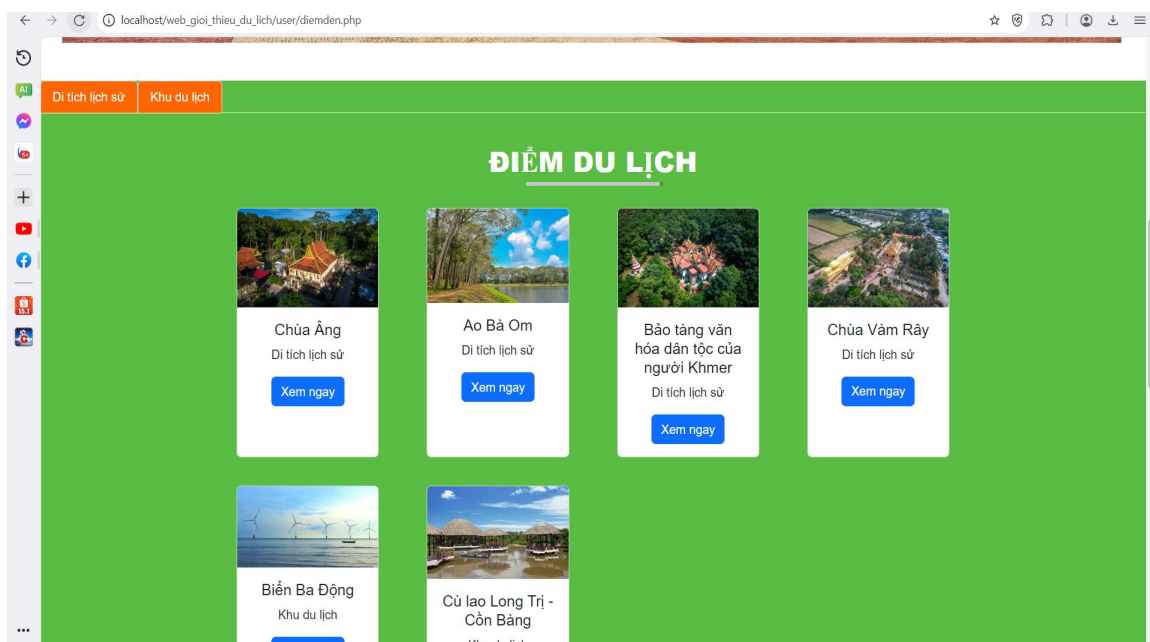 localhost/web_gioi_thieu_du_lich/user/diemden.php
AI
Di tích lịch sử
Khu du lịch
ĐIỂM DU LỊCH
Chùa Âng
Di tích lịch sử
Xem ngay
Ao Bà Om
Di tích lịch sử
Xem ngay
Bảo tàng văn
hóa dân tộc của
người Khmer
Di tích lịch sử
Xem ngay
Chùa Vàm Rây
Di tích lịch sử
Xem ngay
Biển Ba Động
Khu du lịch
Cù lao Long Trị -
Cồn Bàng
15.1